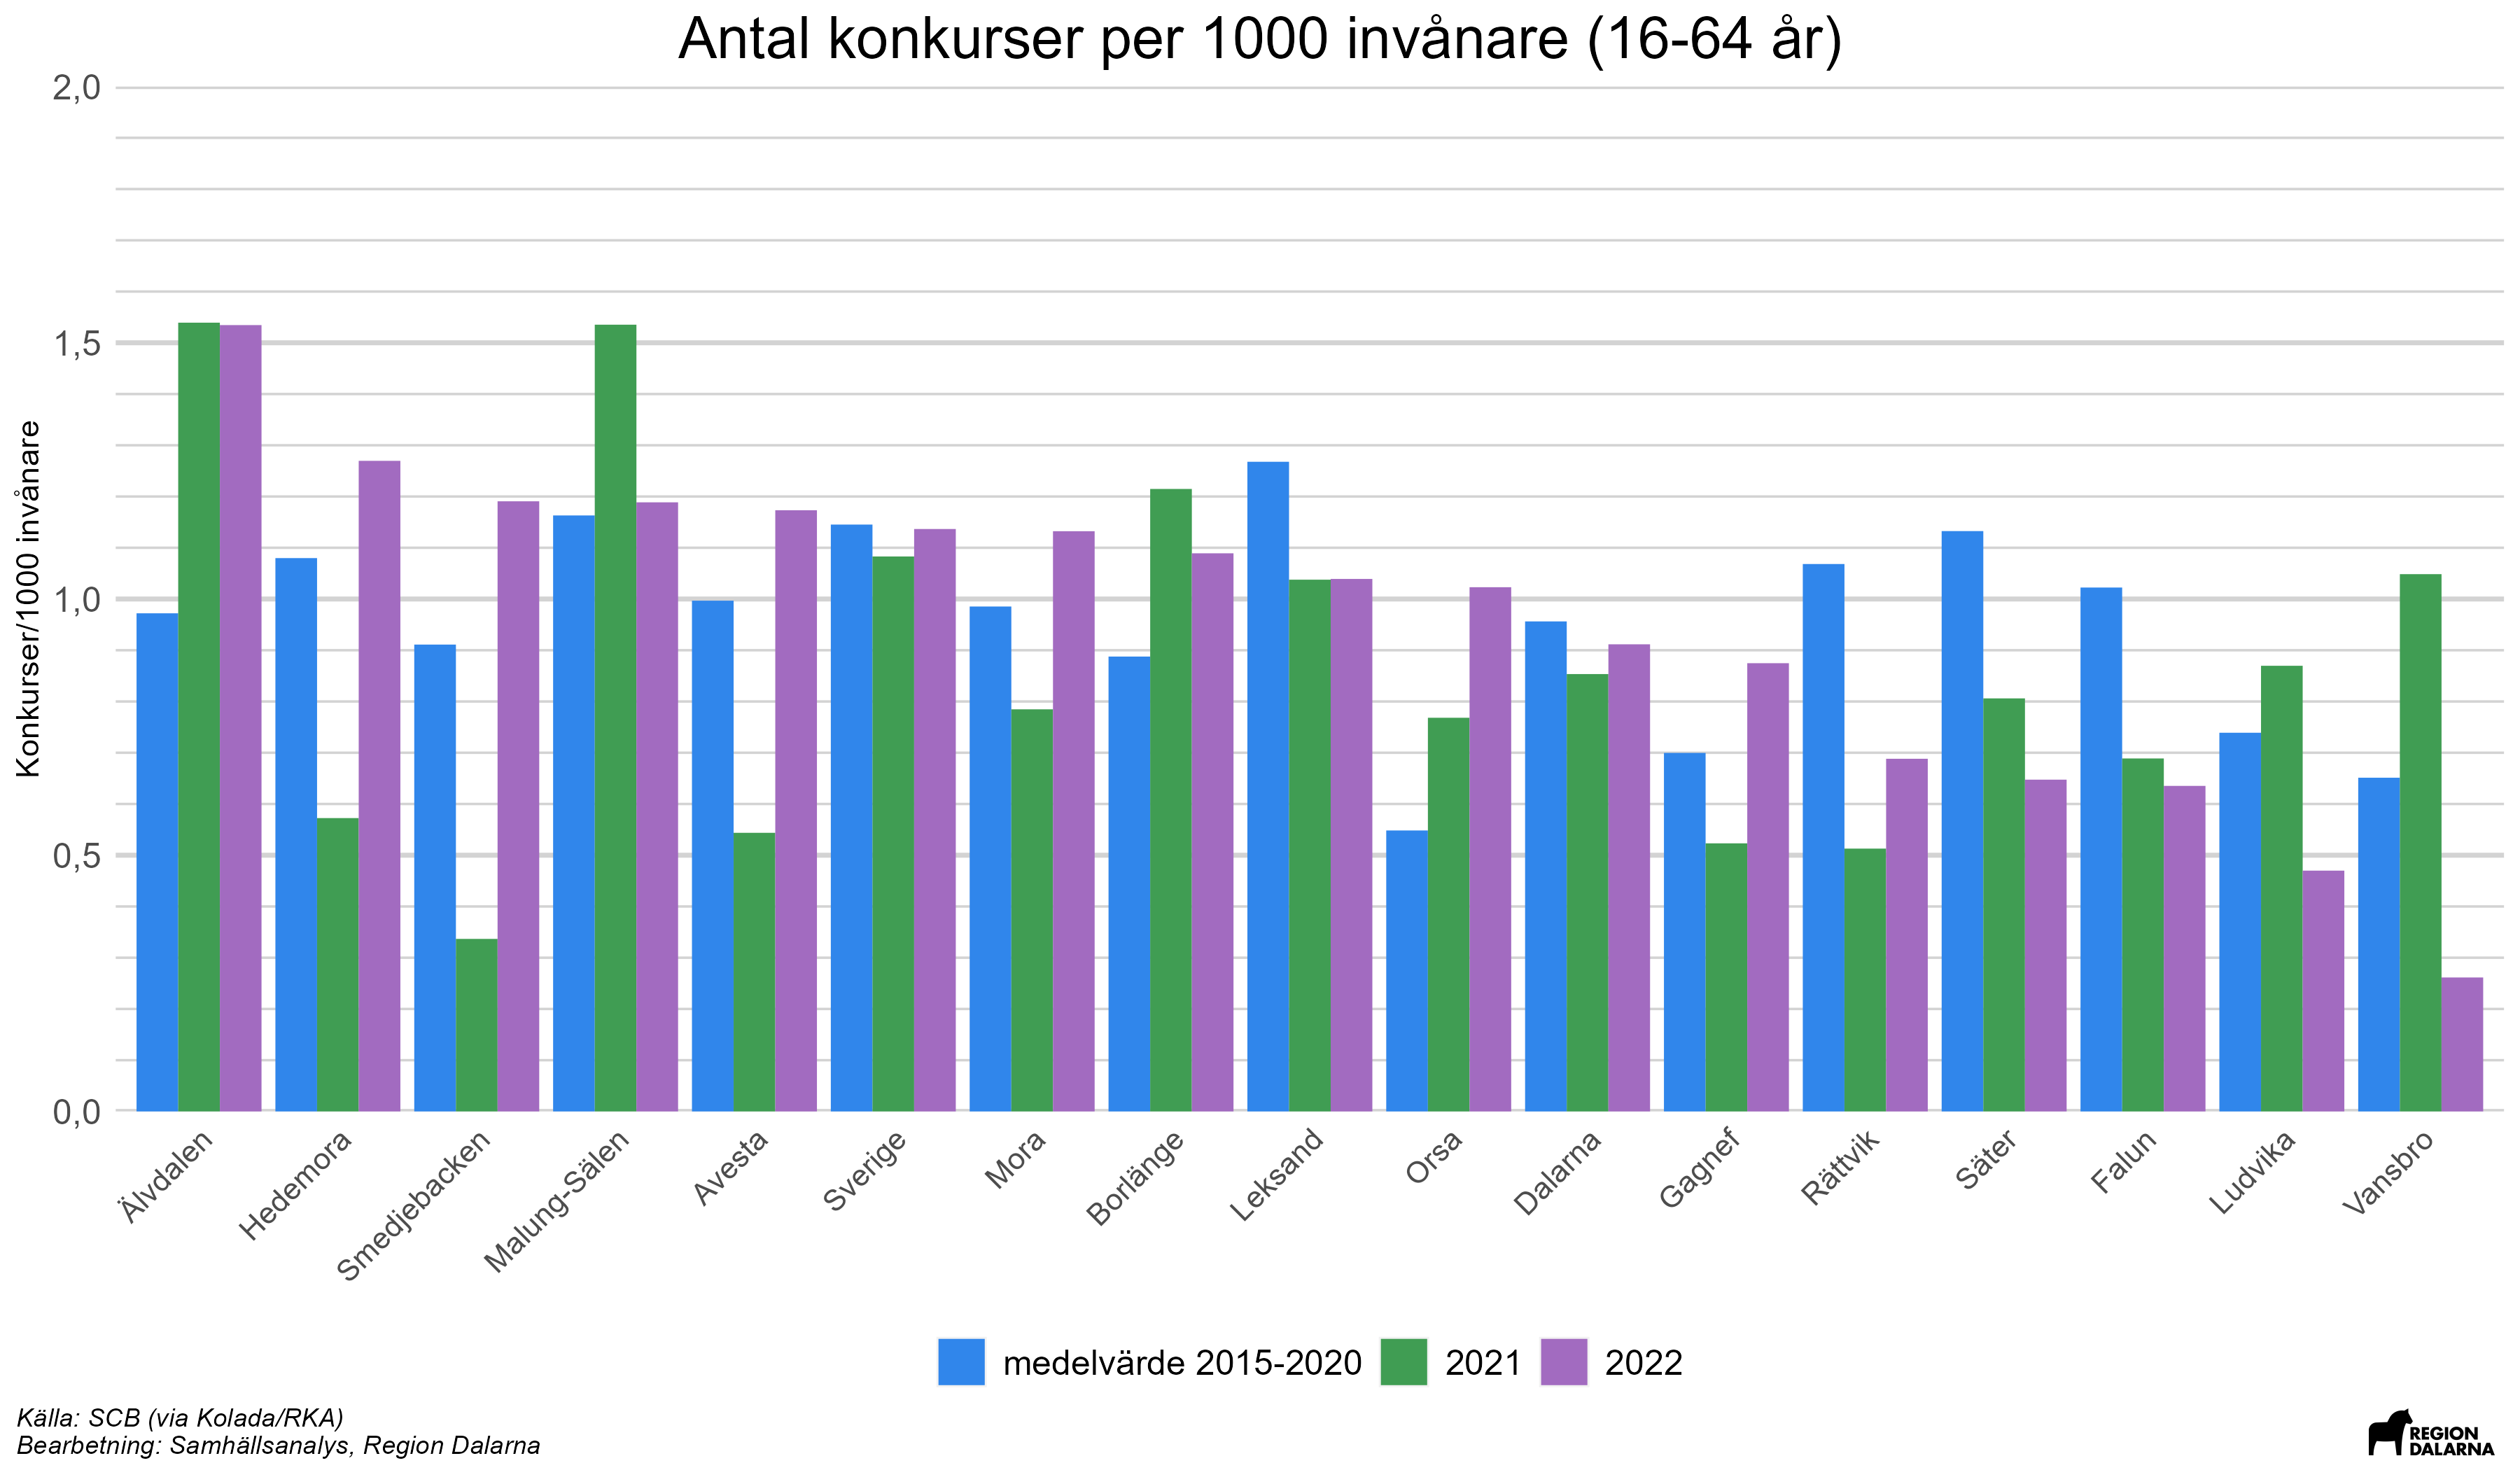 Antal konkurser per 1000 invånare (16-64 år)
2,0
1,5
1,0
0,5
0,0
Konkurser/1000 invånare
Älvdalen
Hedemora
Smedjebacken
Malung-Sälen
Avesta
Sverige
Mora
Borlänge
Leksand
Orsa
Dalarna
Gagnef
Rättvik
Säter
Falun
Ludvika
Vansbro
medelvärde 2015-2020 2021 2022
Källa: SCB (via Kolada/RKA)
Bearbetning: Samhällsanalys, Region Dalarna
REGION
DALARNA